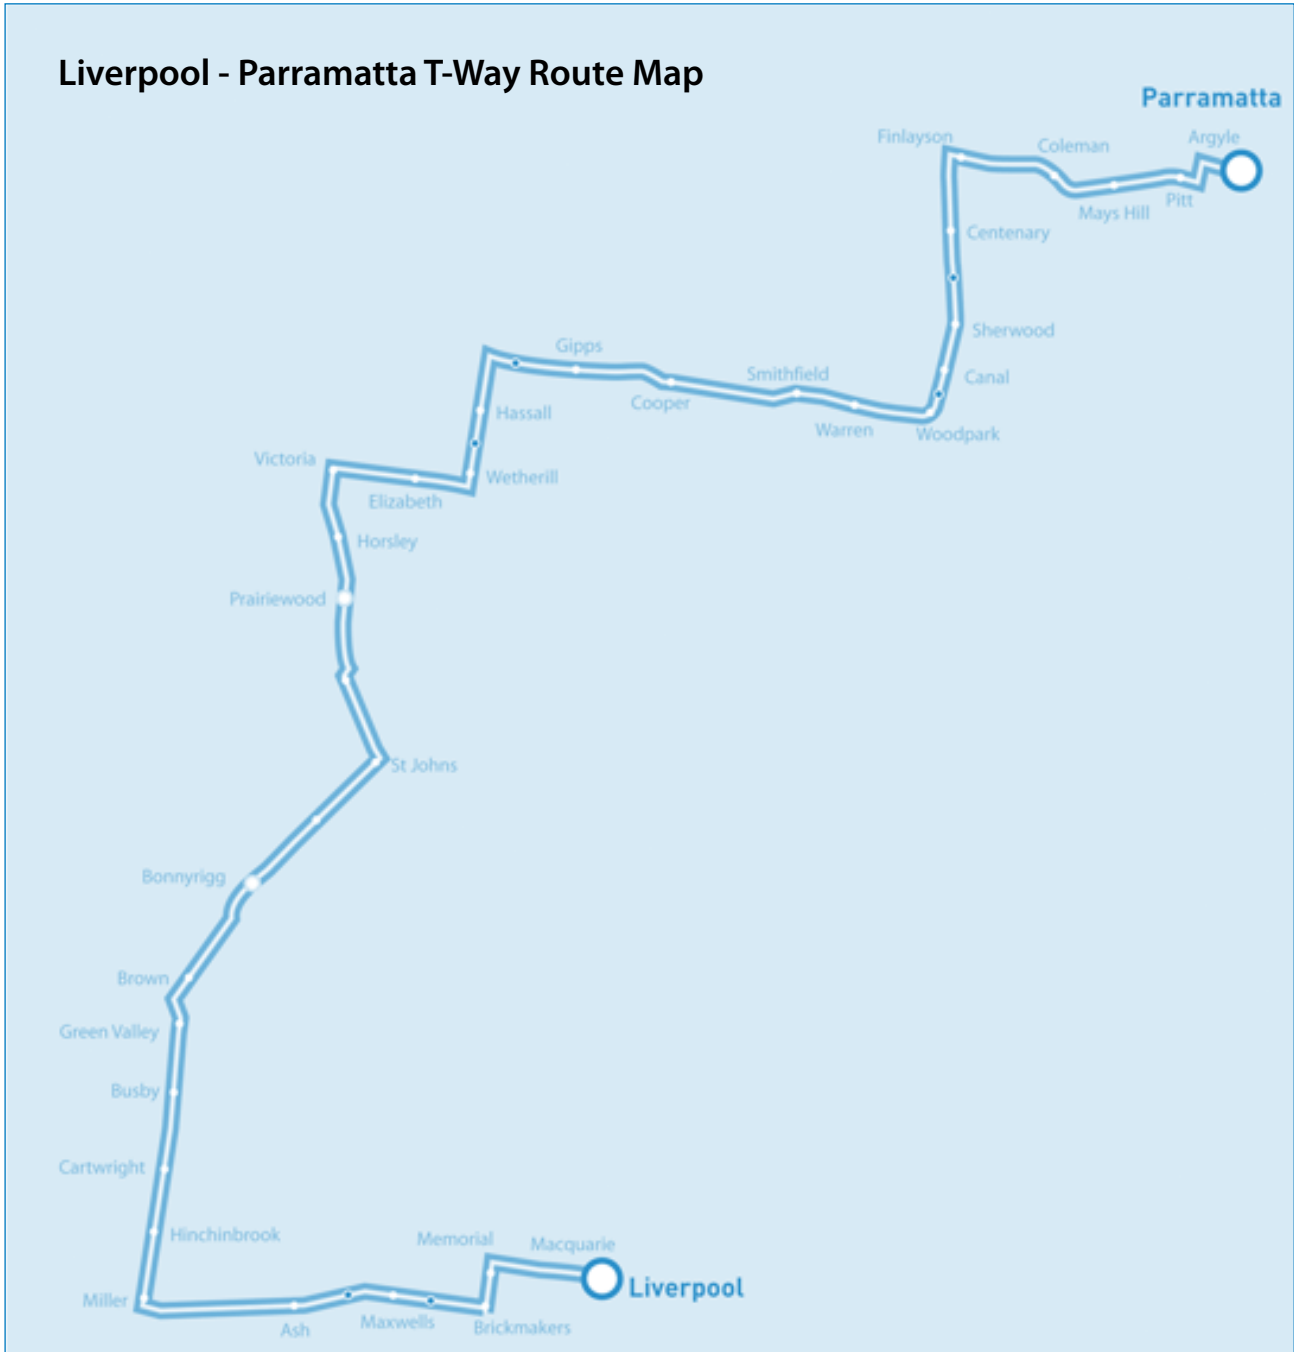 Liverpool - Parramatta T-Way Route Map
Parramatta
Argyle
Finlayson
Coleman
Pitt
Mays Hill
Centenary
Sherwood
Gipps
Smithfield
Canal
Cooper
Hassall
Warren
Woodpark
Victoria
Wetherill
Elizabeth
Horsley
Prairiewood
St Johns
Bonnyrigg
Brown
Green Valley
Busby
Cartwright
Hinchinbrook
Memorial
Macquarie
Liverpool
Miller
Ash
Maxwells
Brickmakers